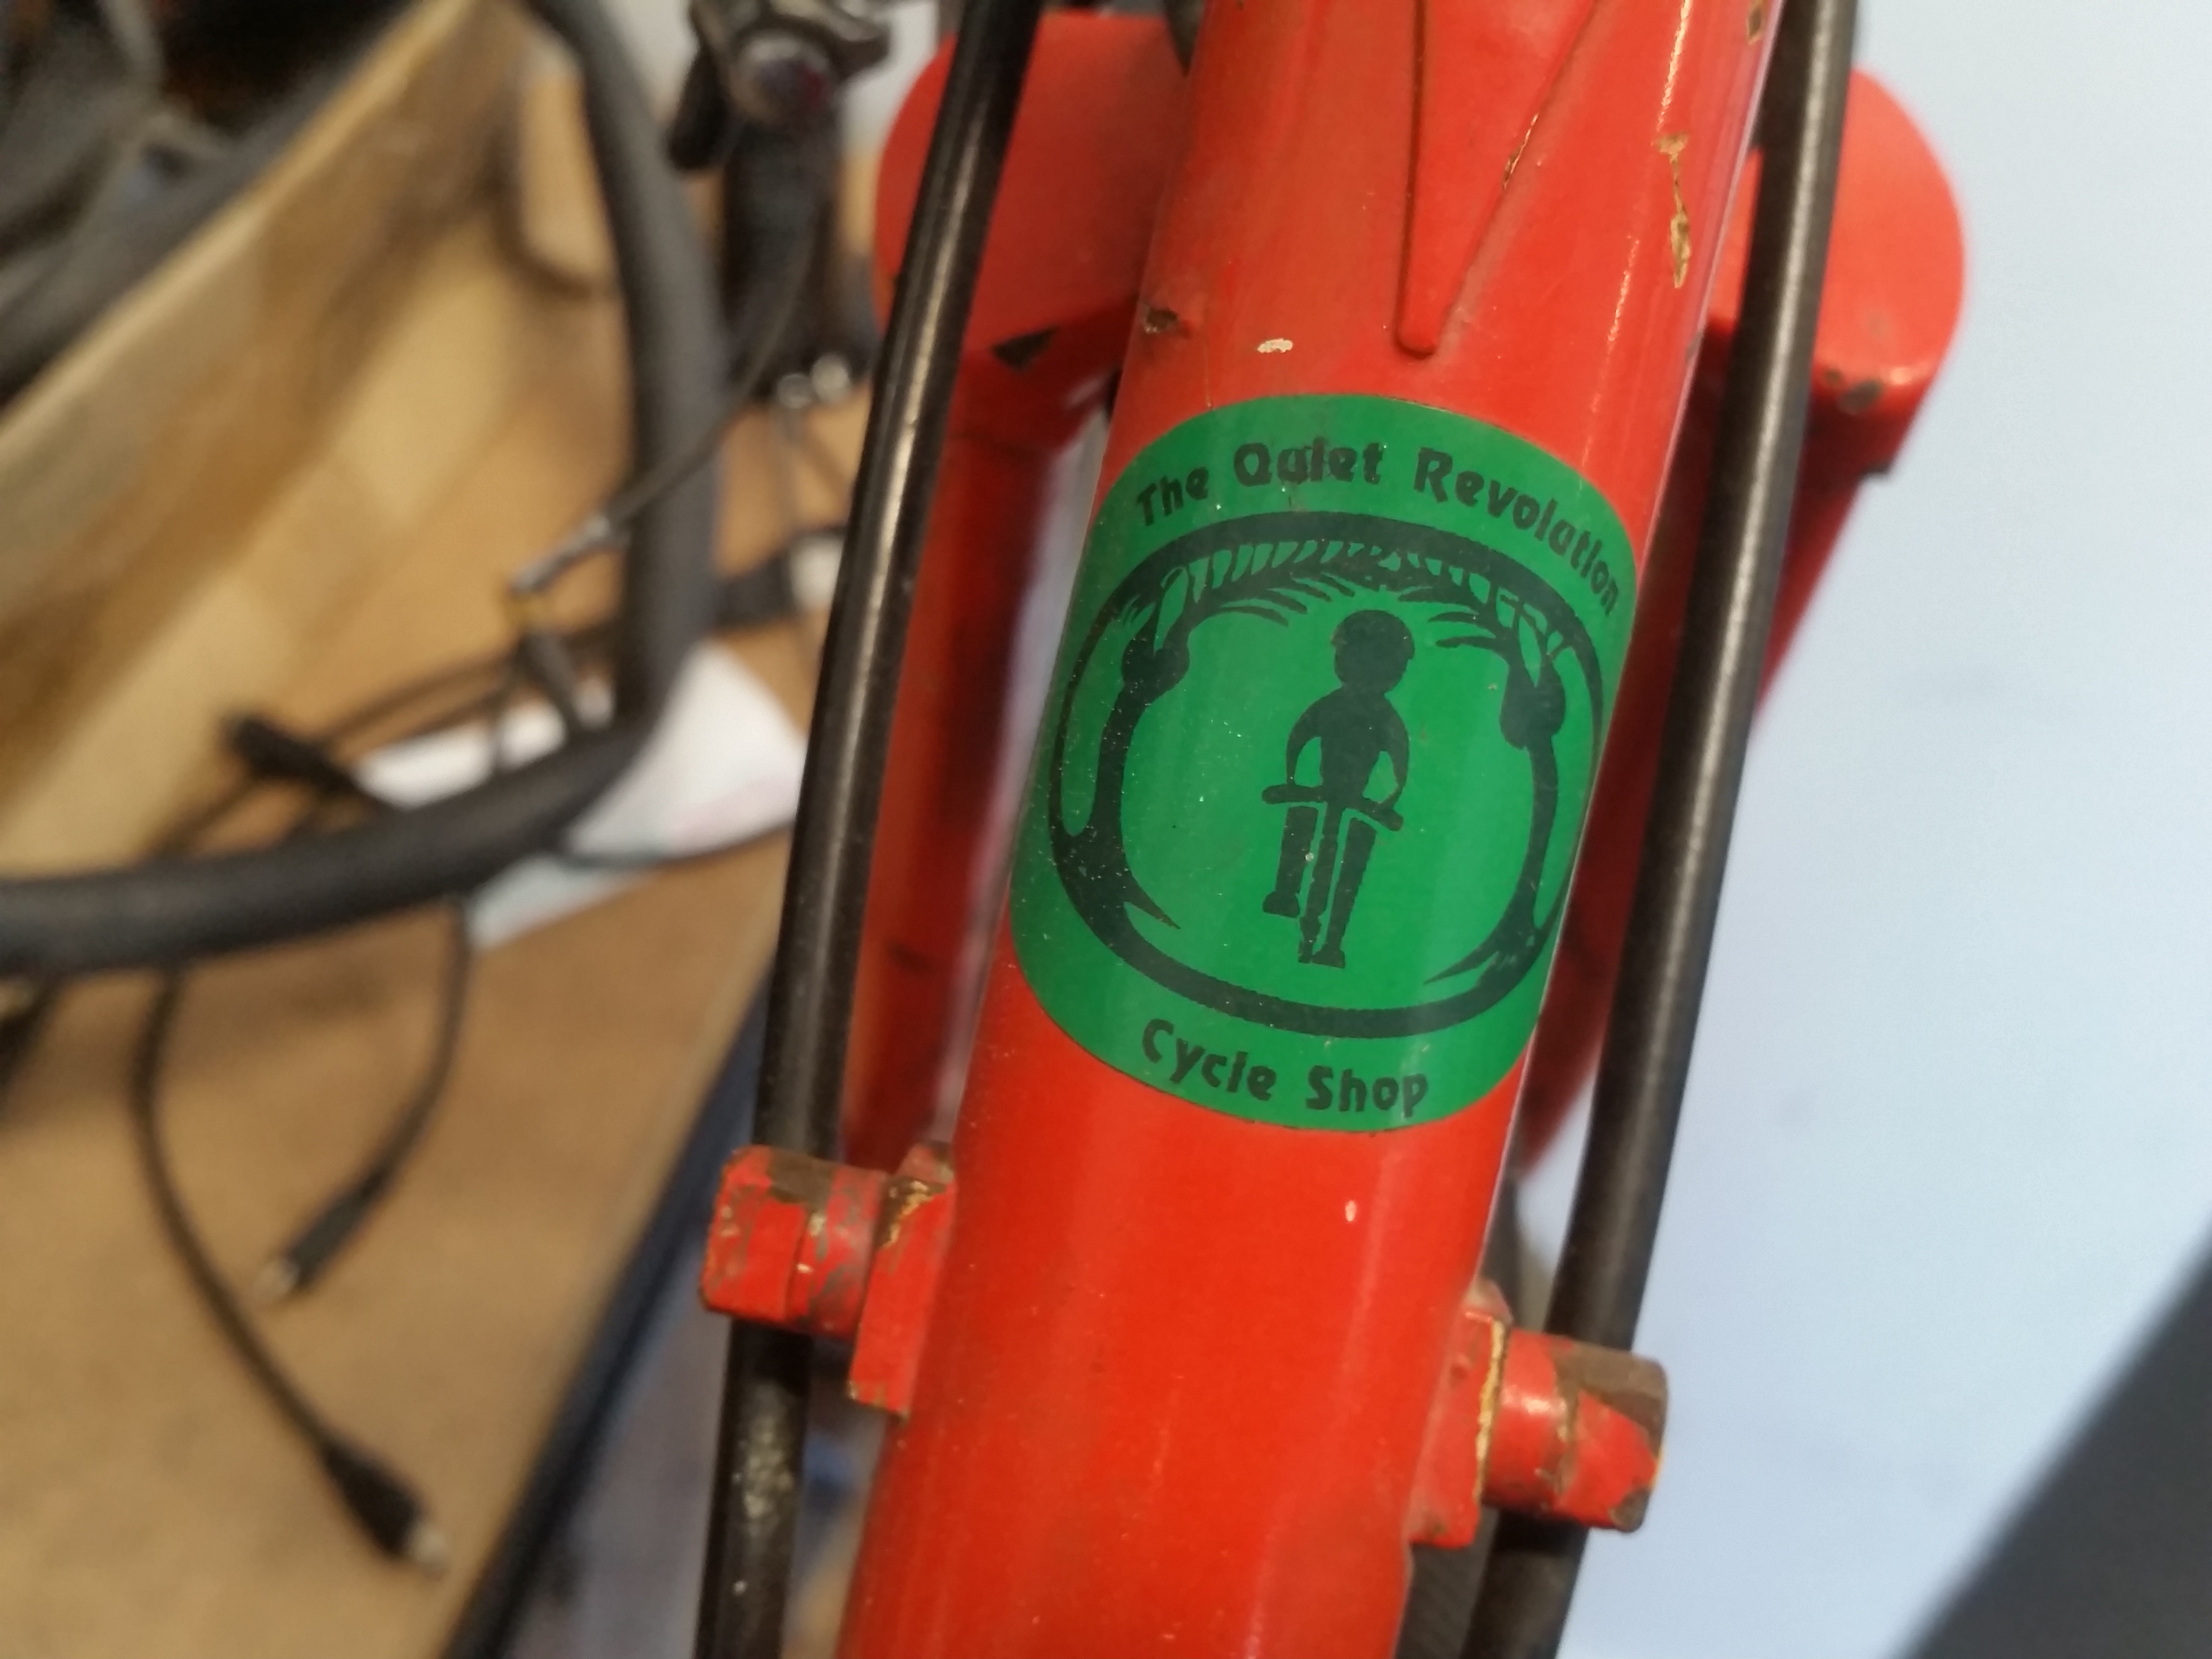 The Quiet Revolution
Cycle Shop